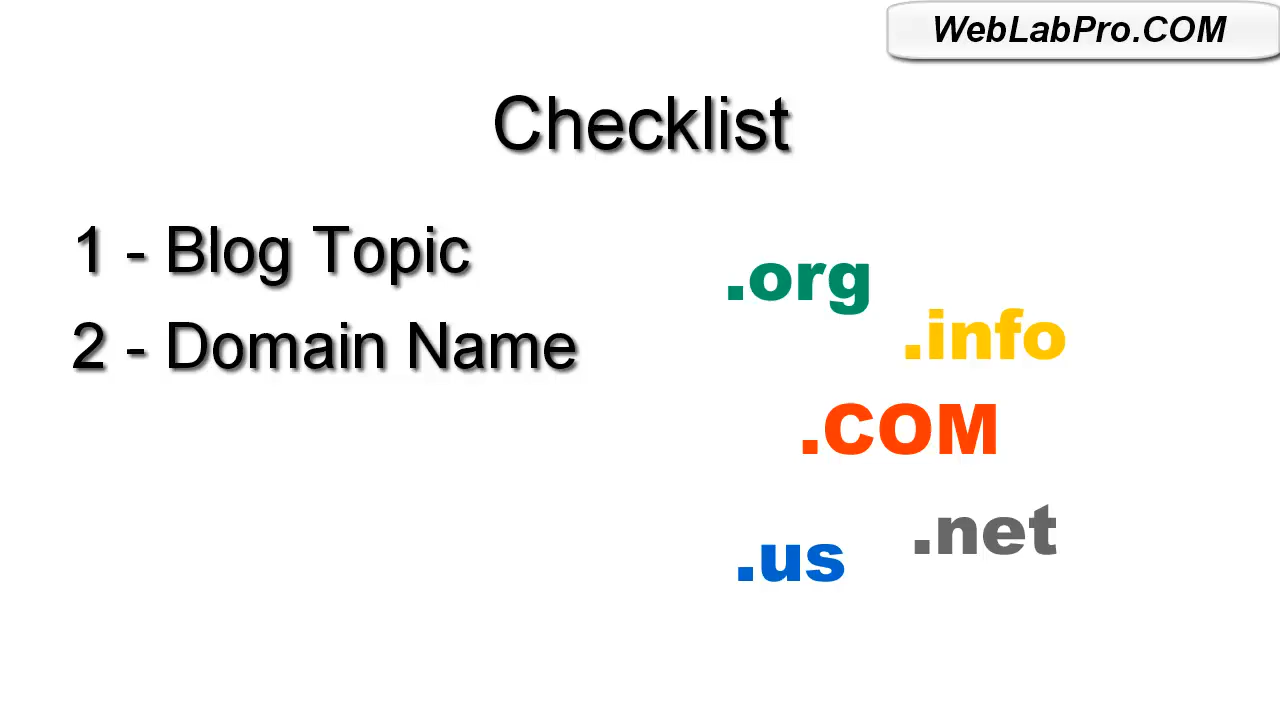 WebLabPro.COM
Checklist
1 - Blog Topic
2 - Domain Name
.org
.info
.COM
.net
.us